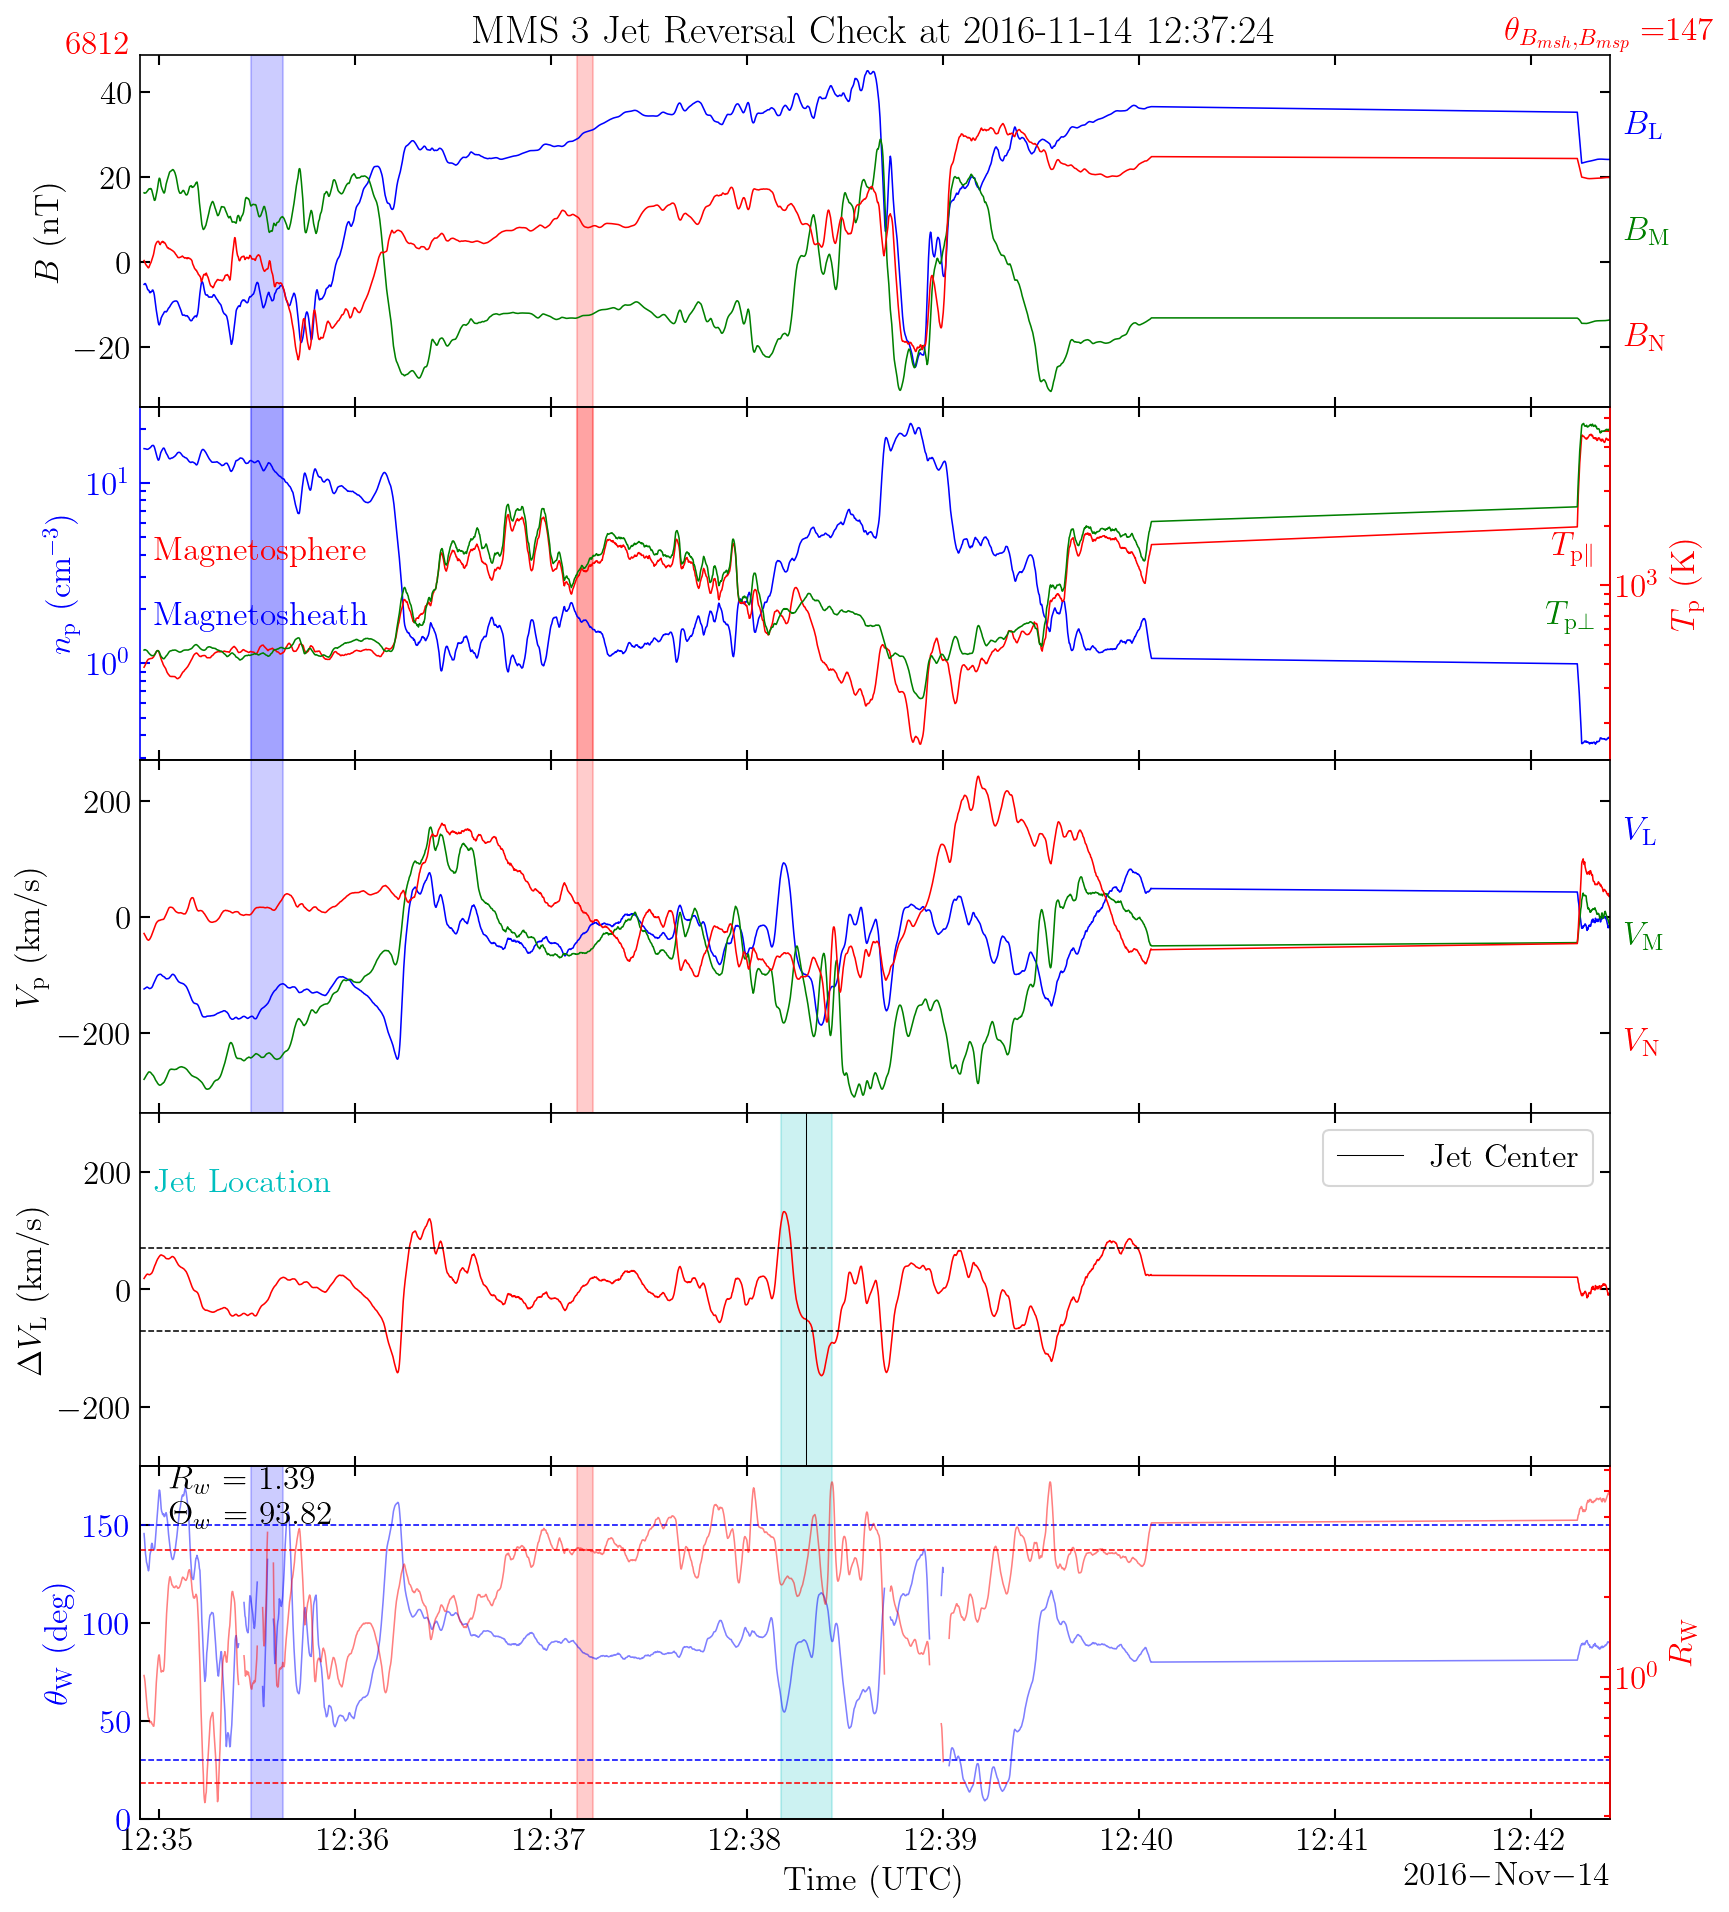 MMS 3 Jet Reversal Check at 2016-11-14 12:37:24
6812
θ_{B_{msh},B_{msp}} =147
40
20
0
−20
B (nT)
B_L
B_M
B_N
10^1
10^0
n_p (cm^{−3})
Magnetosphere
Magnetosheath
T_{p∥}
T_{p⊥}
10^3
T_p (K)
200
0
−200
V_p (km/s)
V_L
V_M
V_N
200
0
−200
ΔV_L (km/s)
Jet Location
Jet Center
R_w = 1.39
Θ_w = 93.82
150
100
50
0
θ_W (deg)
10^0
R_W
12:35 12:36 12:37 12:38 12:39 12:40 12:41 12:42
2016−Nov−14
Time (UTC)